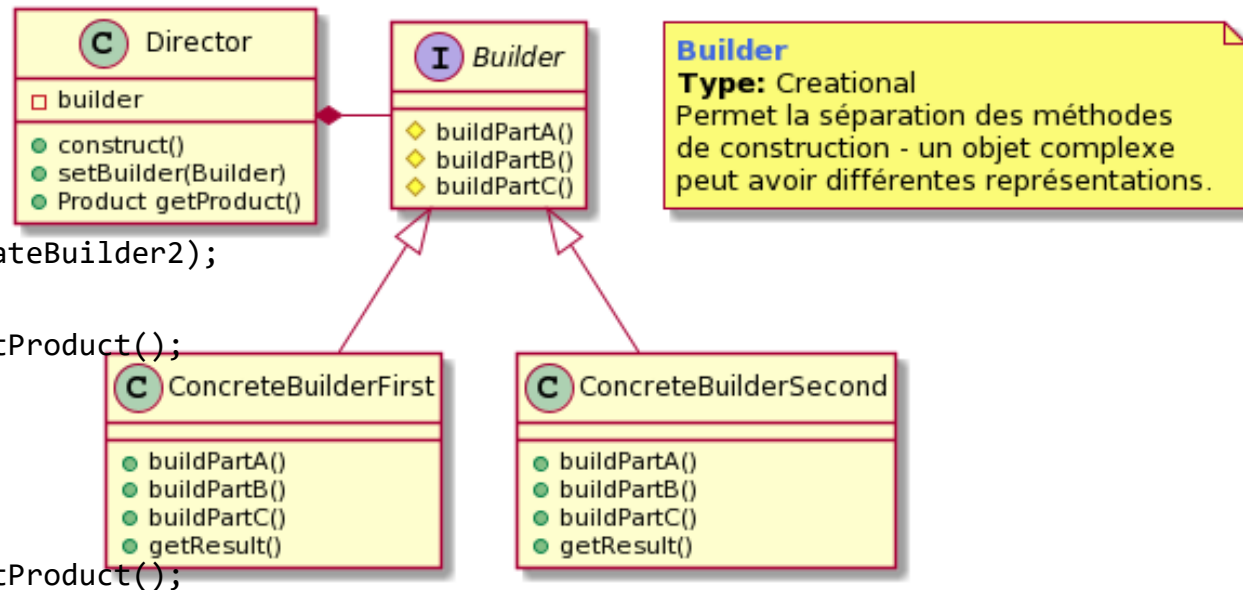 C Director
builder
construct()
setBuilder(Builder)
Product getProduct()
I Builder
buildPartA()
buildPartB()
buildPartC()
Builder
Type: Creational
Permet la séparation des méthodes
de construction - un objet complexe
peut avoir différentes représentations.
ateBuilder2);
tProduct();
C ConcreteBuilderFirst
buildPartA()
buildPartB()
buildPartC()
getResult()
C ConcreteBuilderSecond
buildPartA()
buildPartB()
buildPartC()
getResult()
tProduct();